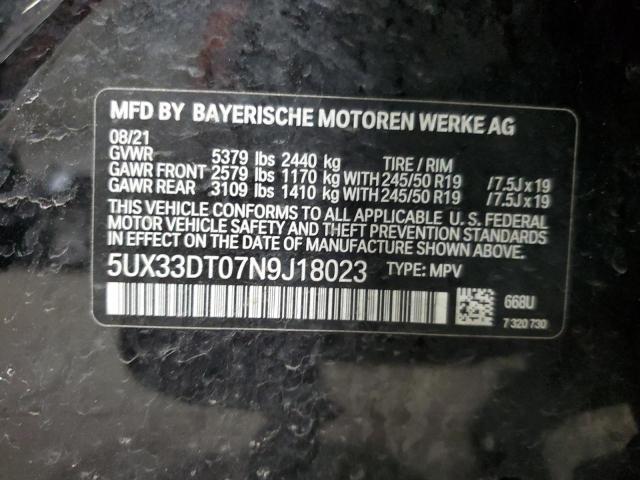 MFD BY BAYERISCHE MOTOREN WERKE AG
08/21
GVWR 5379 lbs 2440 kg TIRE / RIM
GAWR FRONT 2579 lbs 1170 kg WITH 245/50 R19 /7.5J x 19
GAWR REAR 3109 lbs 1410 kg WITH 245/50 R19 /7.5J x 19
THIS VEHICLE CONFORMS TO ALL APPLICABLE U. S. FEDERAL
MOTOR VEHICLE SAFETY, BUMPER, AND THEFT PREVENTION STANDARDS
IN EFFECT ON THE DATE OF MANUFACTURE SHOWN ABOVE.
5UX33DT07N9J18023 TYPE: MPV
668U
7 320 730